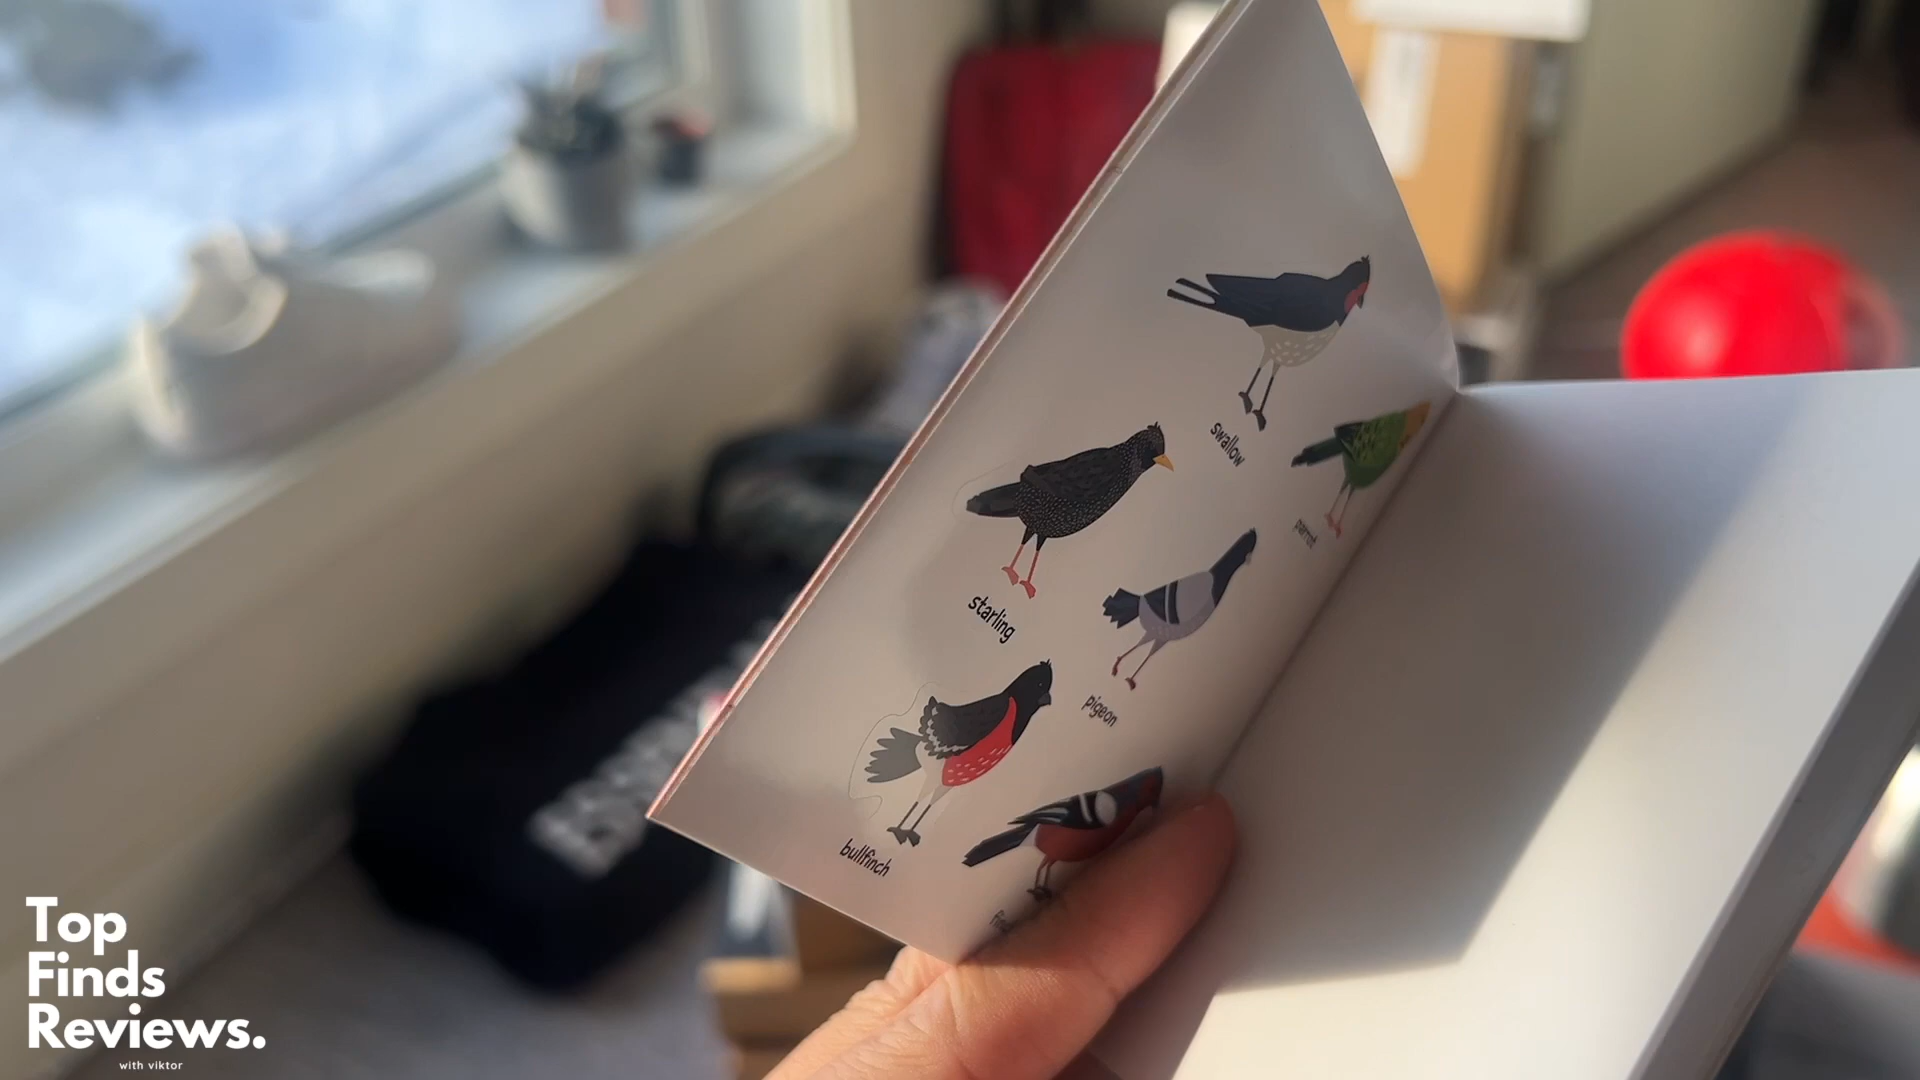 swallow
parrot
starling
pigeon
bullfinch
Top
Finds
Reviews.
with viktor